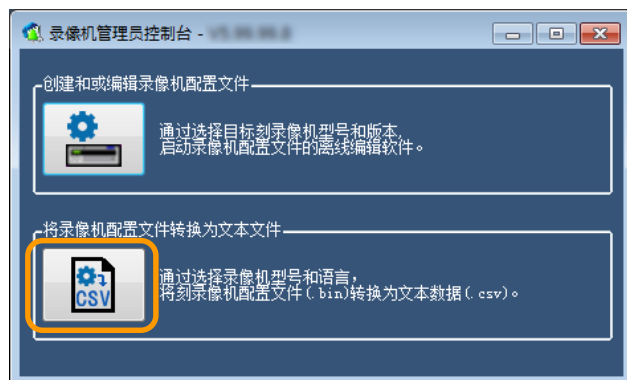 录像机管理员控制台 -
创建和或编辑录像机配置文件
通过选择目标刻录像机型号和版本,
启动录像机配置文件的离线编辑软件。
将录像机配置文件转换为文本文件
CSV
通过选择录像机型号和语言,
将刻录像机配置文件(.bin)转换为文本数据(.csv)。